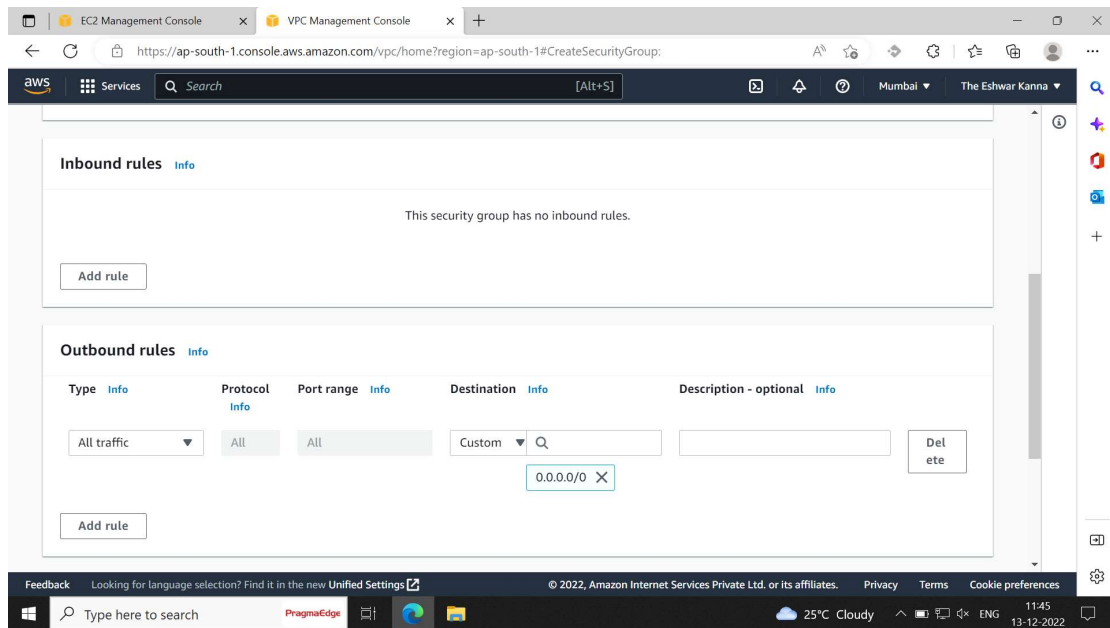 EC2 Management Console
VPC Management Console
https://ap-south-1.console.aws.amazon.com/vpc/home?region=ap-south-1#CreateSecurityGroup:
aws Services Search [Alt+S] Mumbai The Eshwar Kanna
Inbound rules Info
This security group has no inbound rules.
Add rule
Outbound rules Info
Type Info Protocol Info Port range Info Destination Info Description - optional Info
All traffic All All Custom Delete
0.0.0.0/0
Add rule
Feedback Looking for language selection? Find it in the new Unified Settings © 2022, Amazon Internet Services Private Ltd. or its affiliates. Privacy Terms Cookie preferences
Type here to search PragmaEdge 25°C Cloudy ENG 11:45
13-12-2022